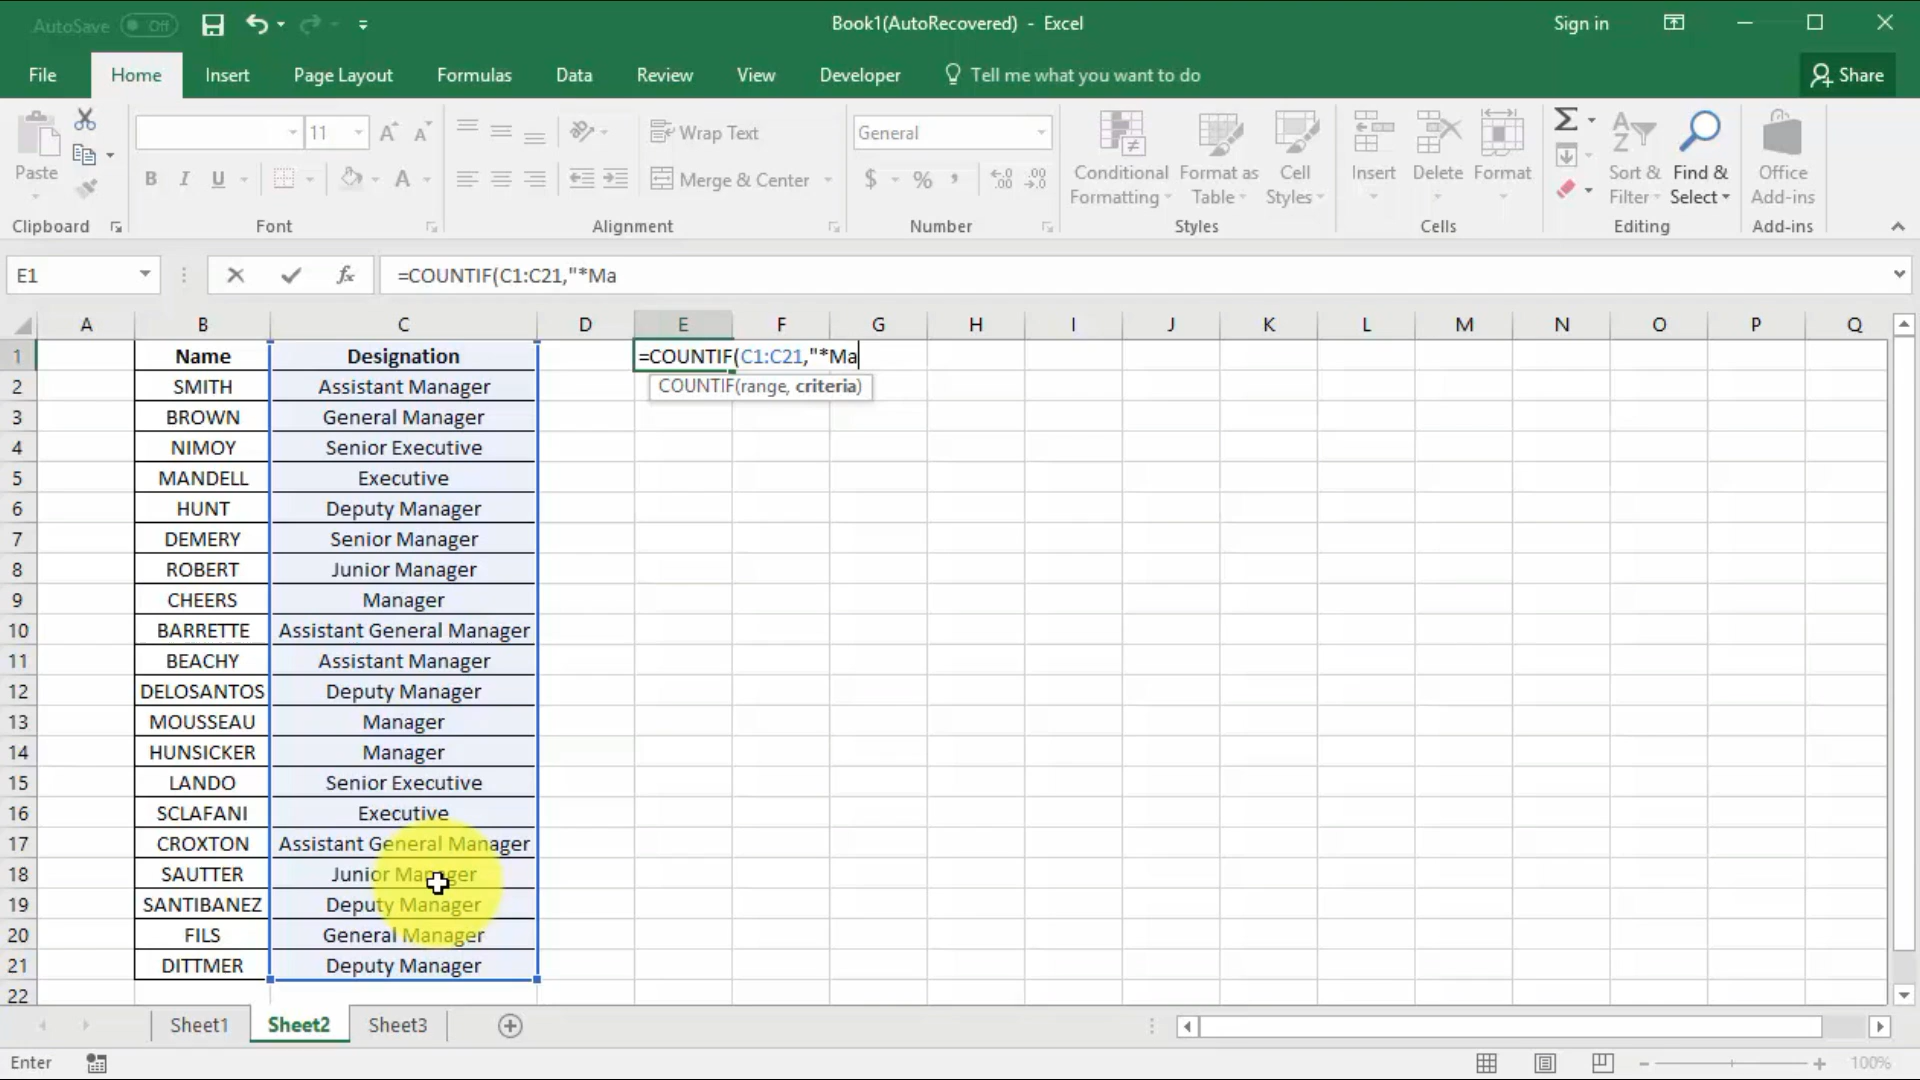 AutoSave Off
Book1(AutoRecovered) - Excel
Sign in
File Home Insert Page Layout Formulas Data Review View Developer Tell me what you want to do Share
Paste
11
B I U A
Wrap Text
Merge & Center
General
$ % ,
Conditional Formatting
Format as Table
Cell Styles
Insert
Delete
Format
Sort & Filter
Find & Select
Office Add-ins
Clipboard Font Alignment Number Styles Cells Editing Add-ins
E1 fx =COUNTIF(C1:C21,"*Ma
A B C D E F G H I J K L M N O P Q
1 Name Designation =COUNTIF(C1:C21,"*Ma
COUNTIF(range, criteria)
2 SMITH Assistant Manager
3 BROWN General Manager
4 NIMOY Senior Executive
5 MANDELL Executive
6 HUNT Deputy Manager
7 DEMERY Senior Manager
8 ROBERT Junior Manager
9 CHEERS Manager
10 BARRETTE Assistant General Manager
11 BEACHY Assistant Manager
12 DELOSANTOS Deputy Manager
13 MOUSSEAU Manager
14 HUNSICKER Manager
15 LANDO Senior Executive
16 SCLAFANI Executive
17 CROXTON Assistant General Manager
18 SAUTTER Junior Manager
19 SANTIBANEZ Deputy Manager
20 FILS General Manager
21 DITTMER Deputy Manager
22
Sheet1 Sheet2 Sheet3
Enter
100%